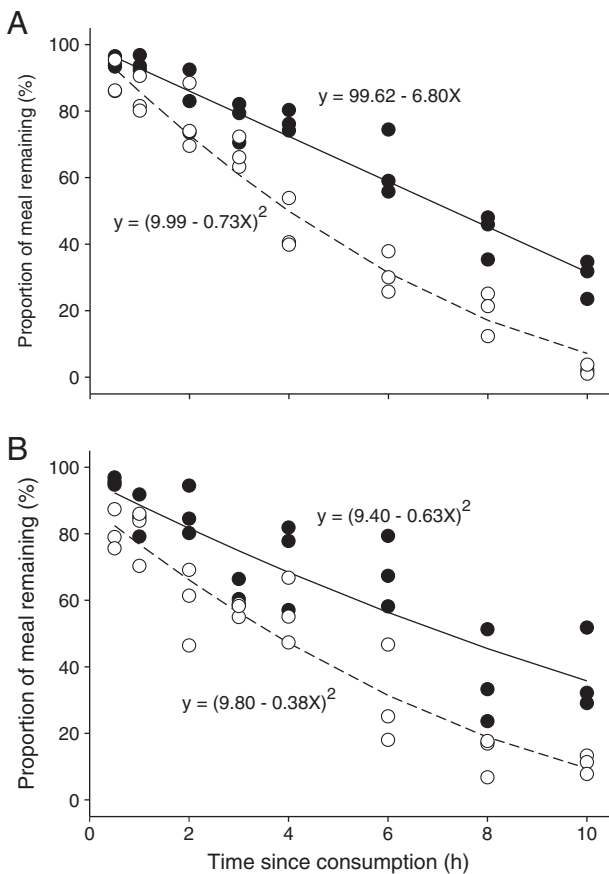 A
100
80
60
40
20
0
Proportion of meal remaining (%)
y = 99.62 - 6.80X
y = (9.99 - 0.73X)2
B
100
80
60
40
20
0
Proportion of meal remaining (%)
y = (9.40 - 0.63X)2
y = (9.80 - 0.38X)2
0 2 4 6 8 10
Time since consumption (h)